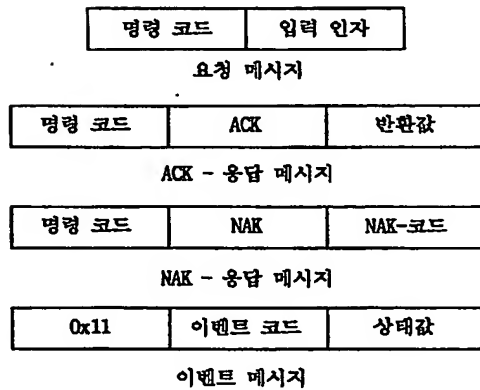 명령 코드 입력 인자
요청 메시지
명령 코드 ACK 반환값
ACK - 응답 메시지
명령 코드 NAK NAK-코드
NAK - 응답 메시지
0x11 이벤트 코드 상태값
이벤트 메시지